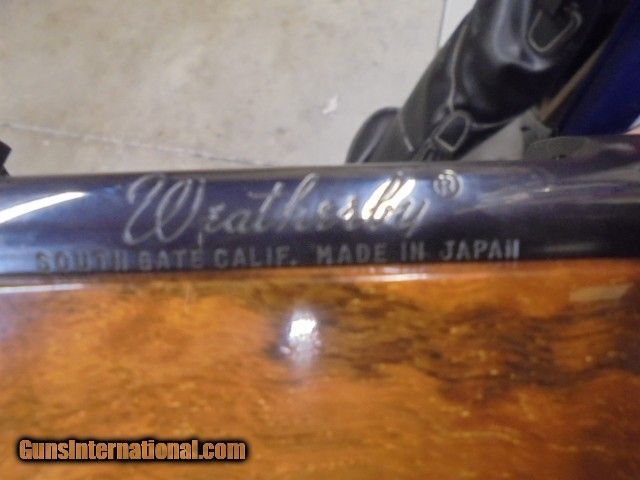 Weatherby®
SOUTH GATE CALIF. MADE IN JAPAN
GunsInternational.com